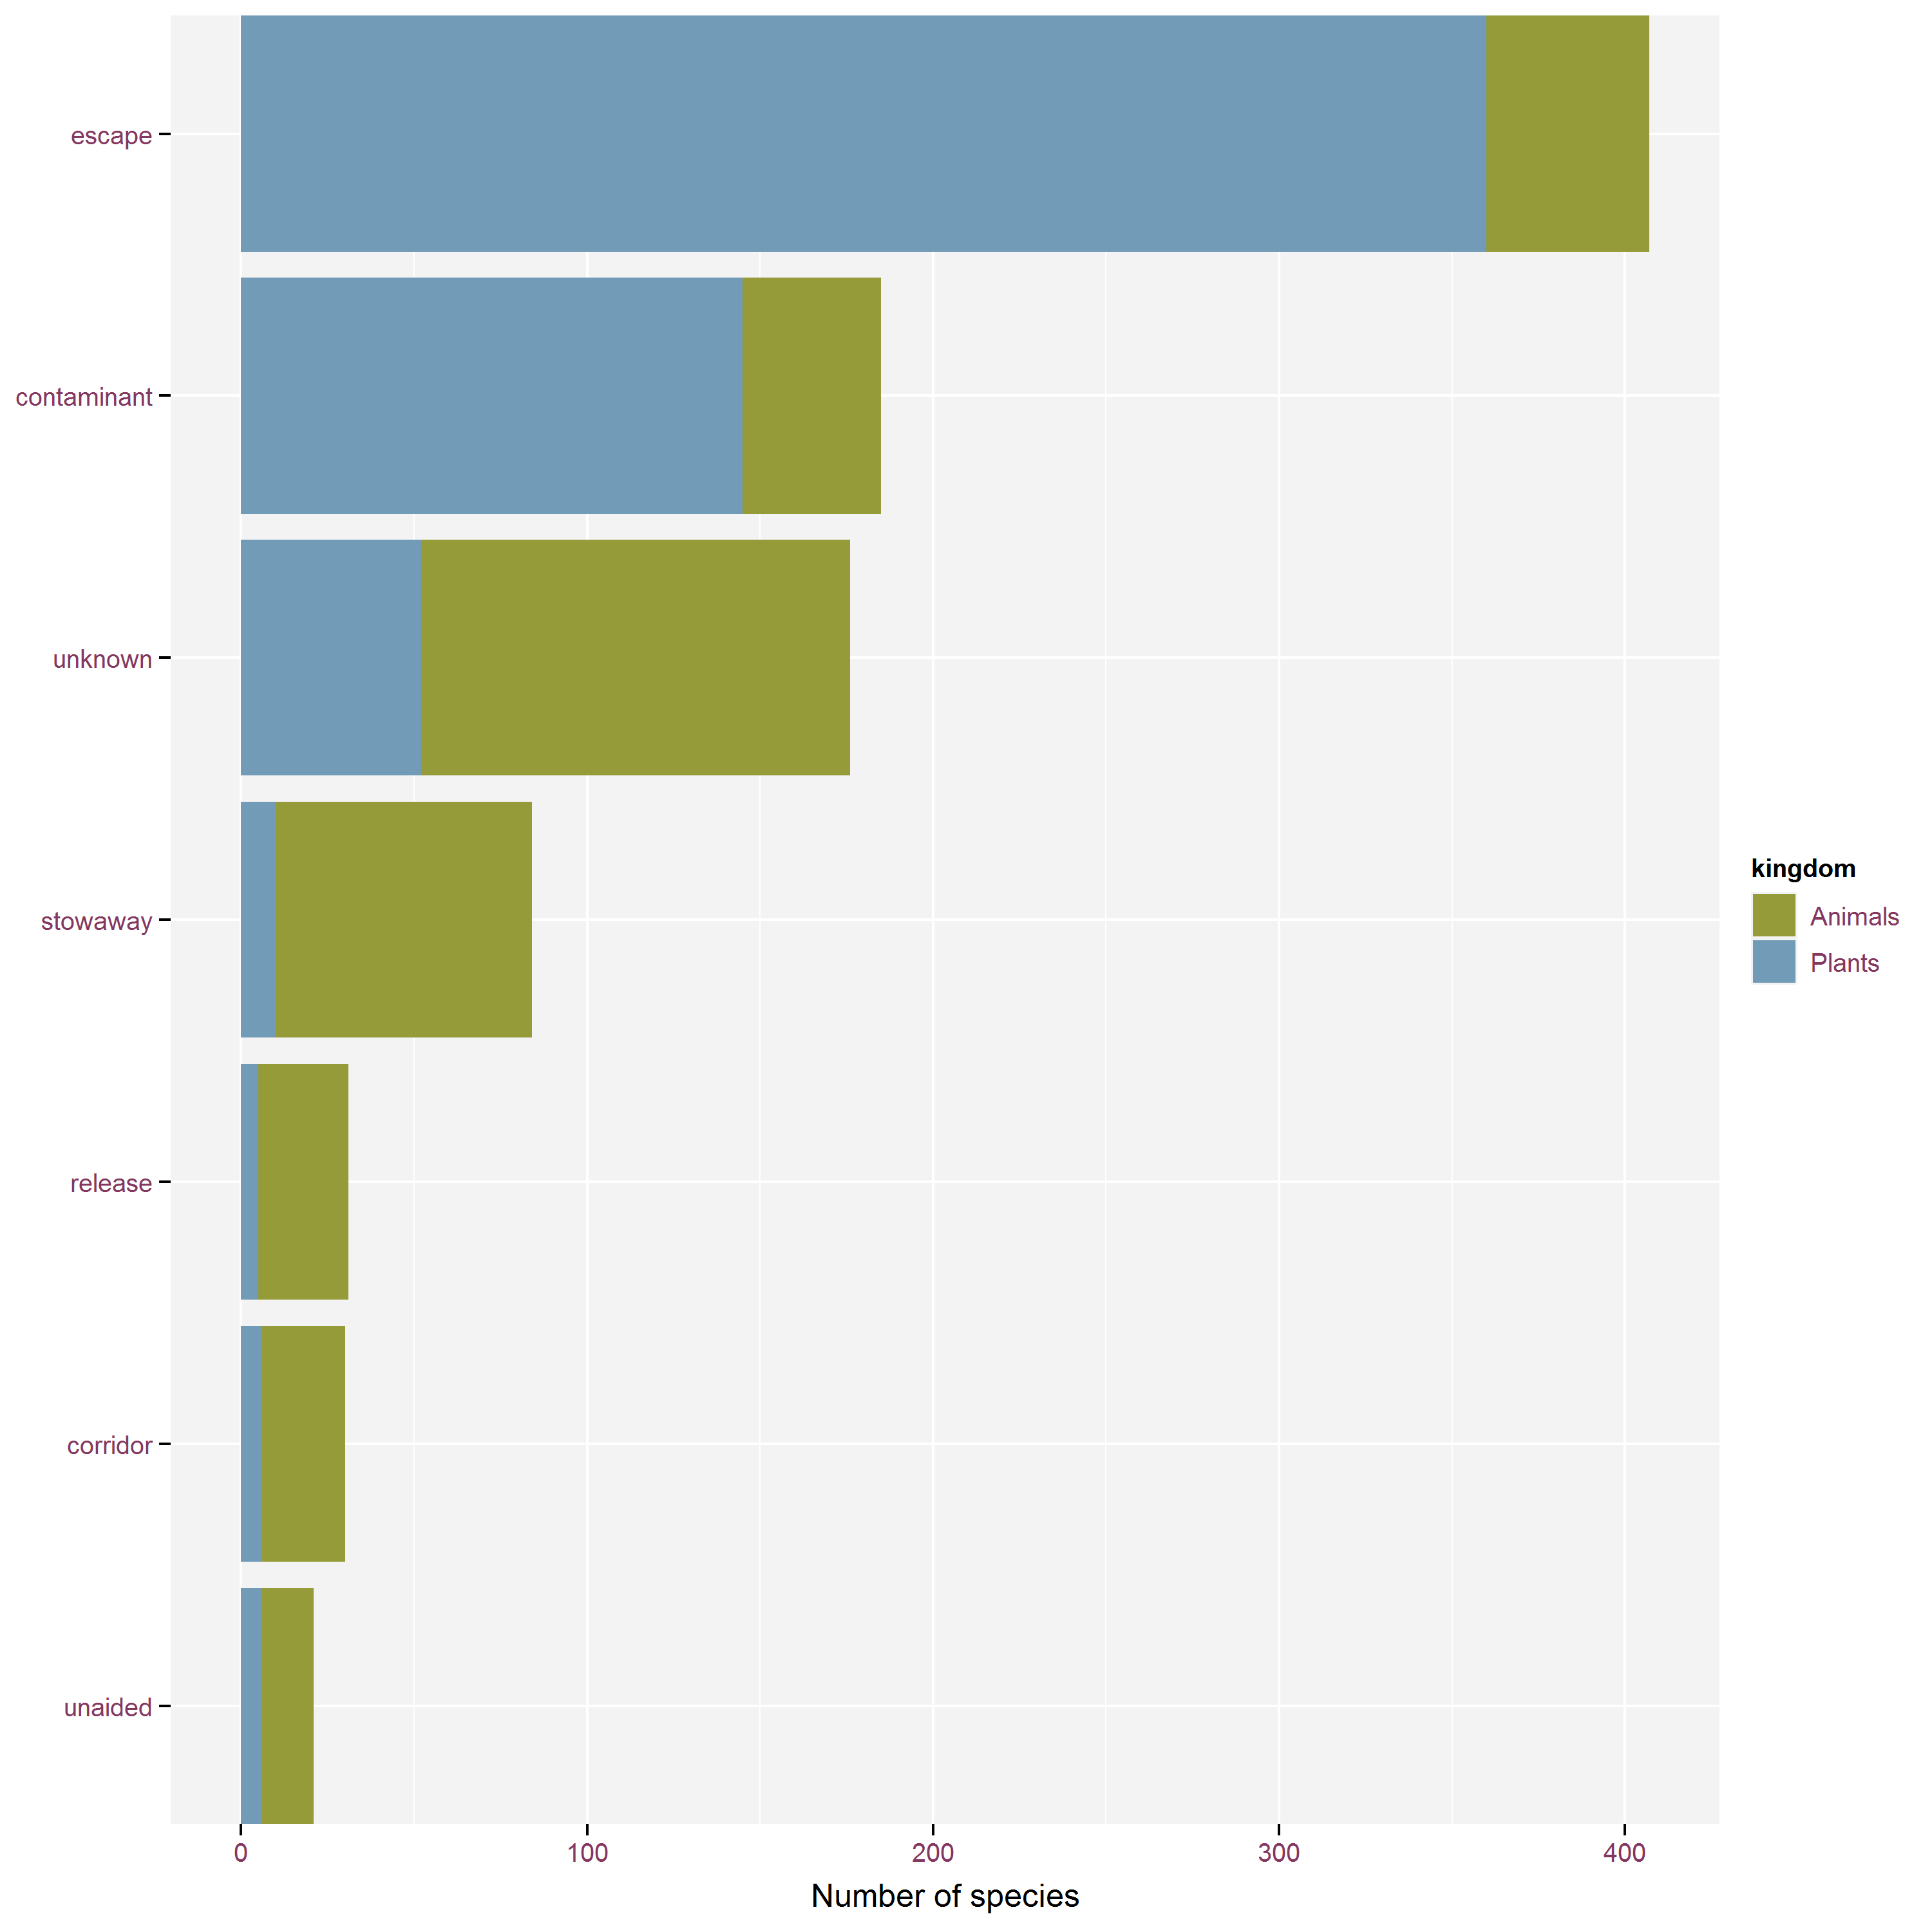 escape
contaminant
unknown
stowaway
release
corridor
unaided
0 100 200 300 400
Number of species
kingdom
Animals
Plants